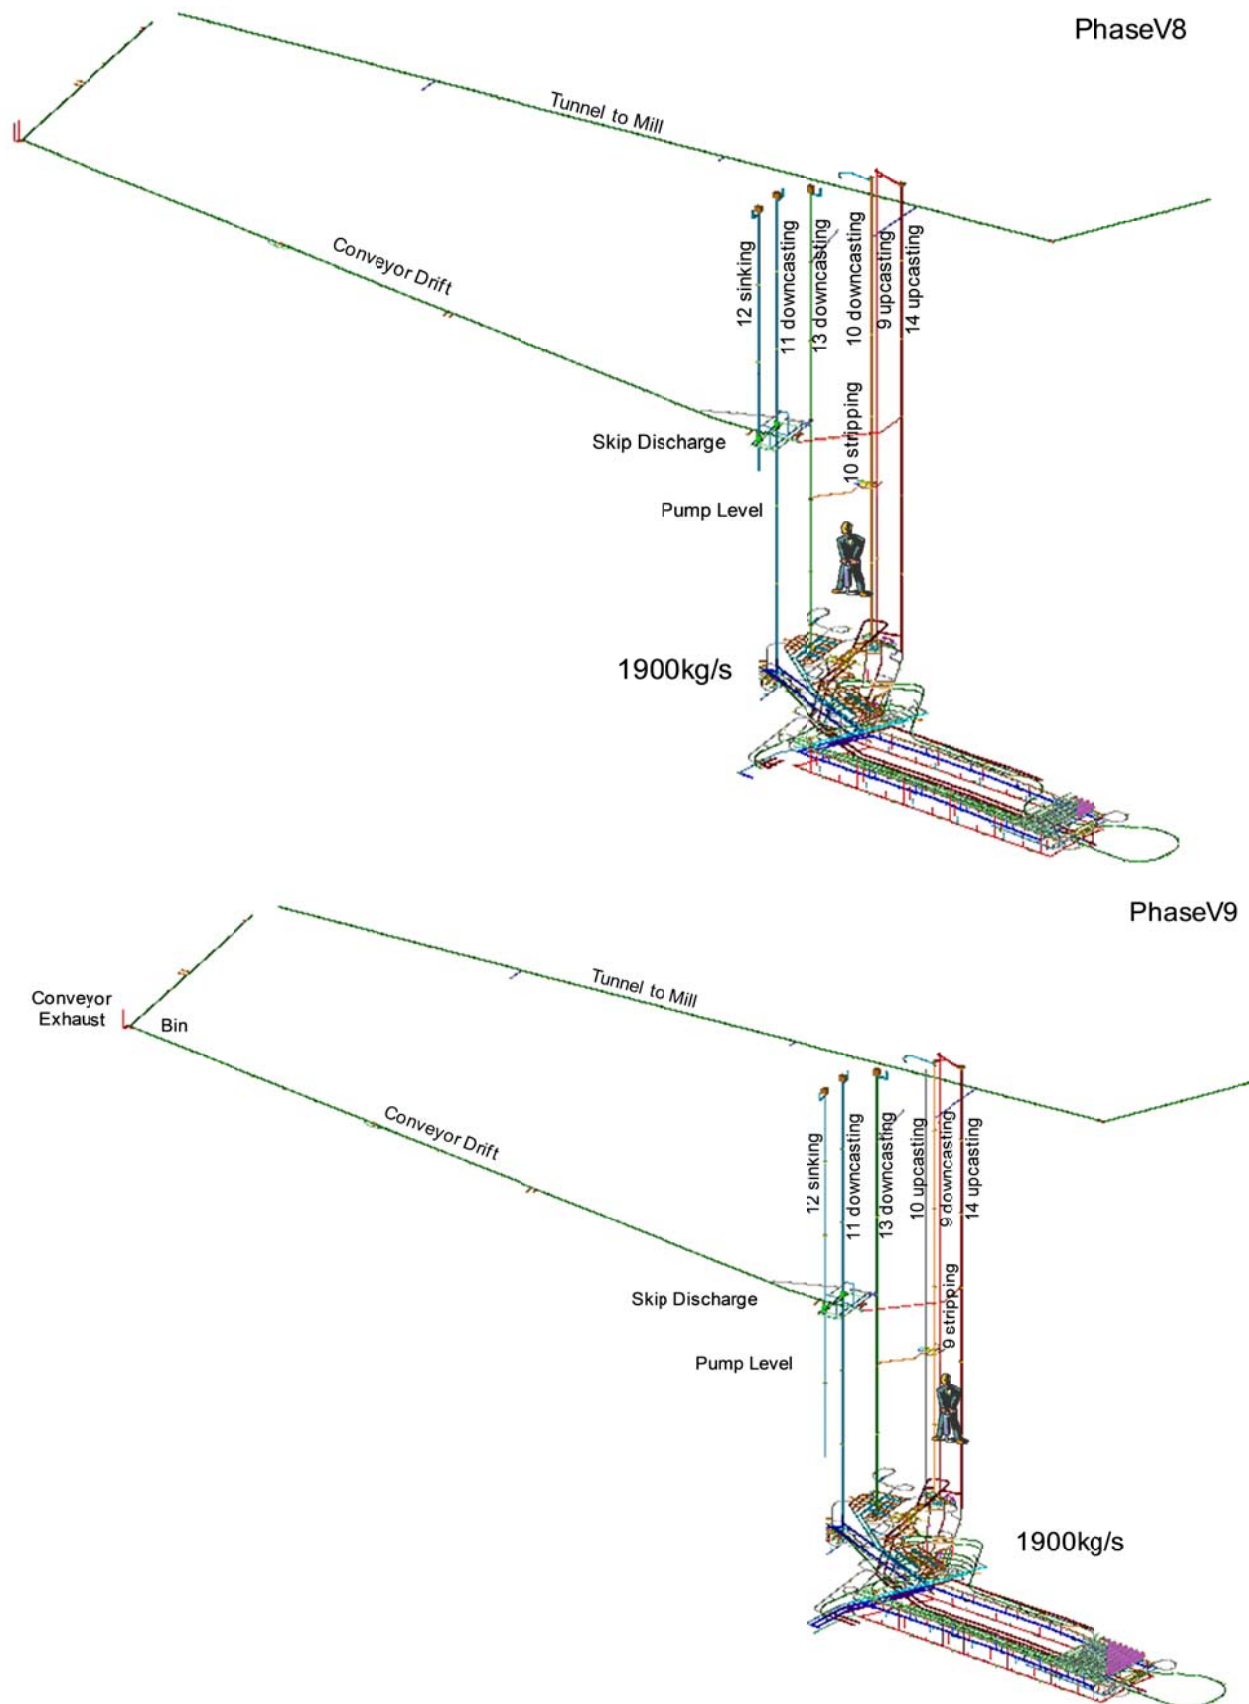 PhaseV8
Tunnel to Mill
Conveyor Drift
12 sinking
11 downcasting
13 downcasting
10 downcasting
9 upcasting
14 upcasting
10 stripping
Skip Discharge
Pump Level
1900kg/s
PhaseV9
Tunnel to Mill
Conveyor
Exhaust
Bin
Conveyor Drift
12 sinking
11 downcasting
13 downcasting
10 upcasting
9 downcasting
14 upcasting
9 stripping
Skip Discharge
Pump Level
1900kg/s